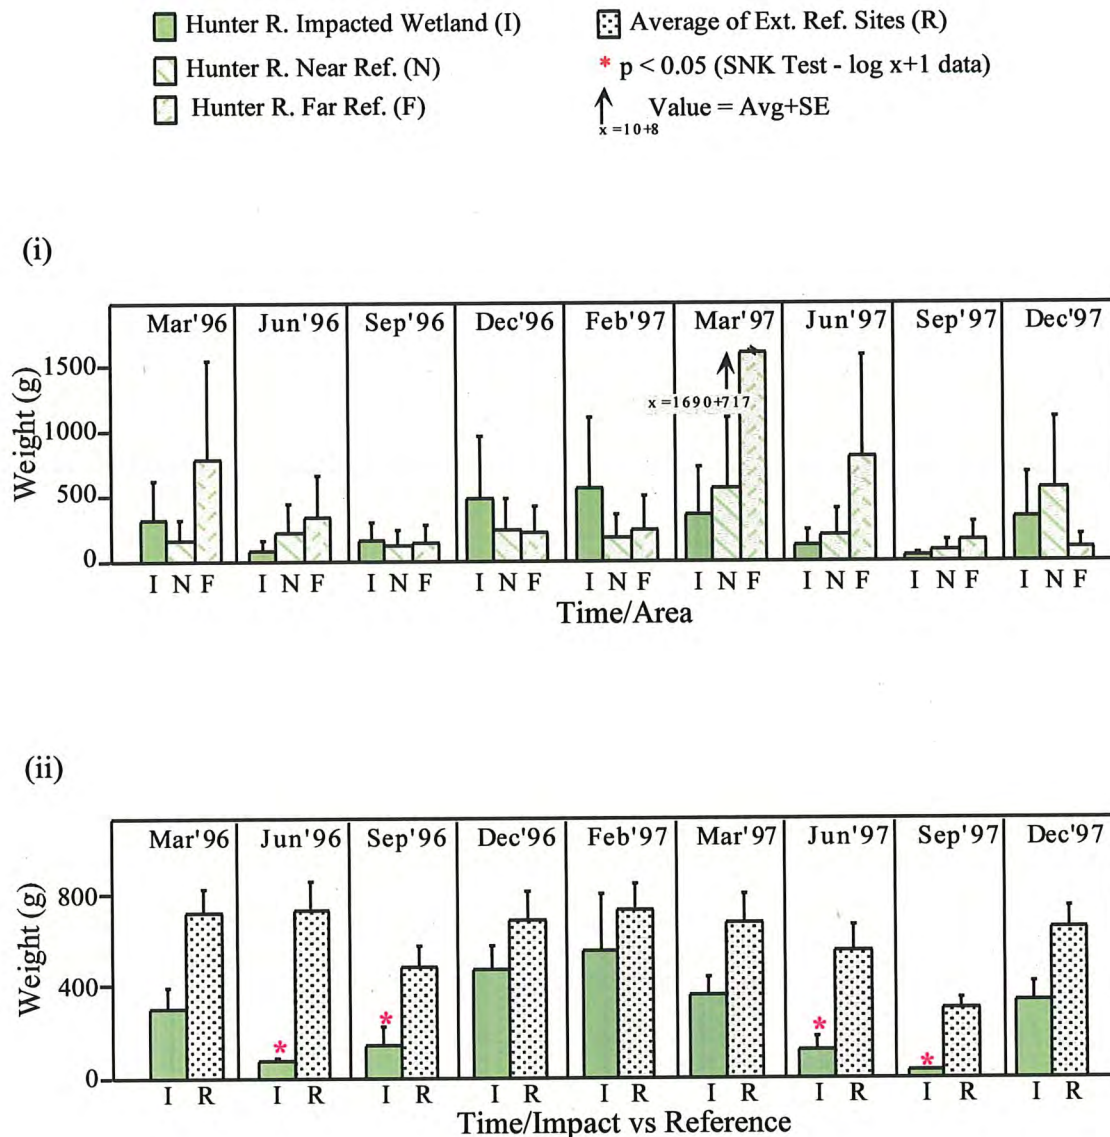 Hunter R. Impacted Wetland (I)
Hunter R. Near Ref. (N)
Hunter R. Far Ref. (F)
Average of Ext. Ref. Sites (R)
* p < 0.05 (SNK Test - log x+1 data)
Value = Avg+SE
x =10+8
(i)
Mar'96 Jun'96 Sep'96 Dec'96 Feb'97 Mar'97 Jun'97 Sep'97 Dec'97
Weight (g)
1500
1000
500
0
x =1690+717
I N F I N F I N F I N F I N F I N F I N F I N F I N F
Time/Area
(ii)
Mar'96 Jun'96 Sep'96 Dec'96 Feb'97 Mar'97 Jun'97 Sep'97 Dec'97
Weight (g)
800
400
0
* * * *
I R I R I R I R I R I R I R I R I R
Time/Impact vs Reference